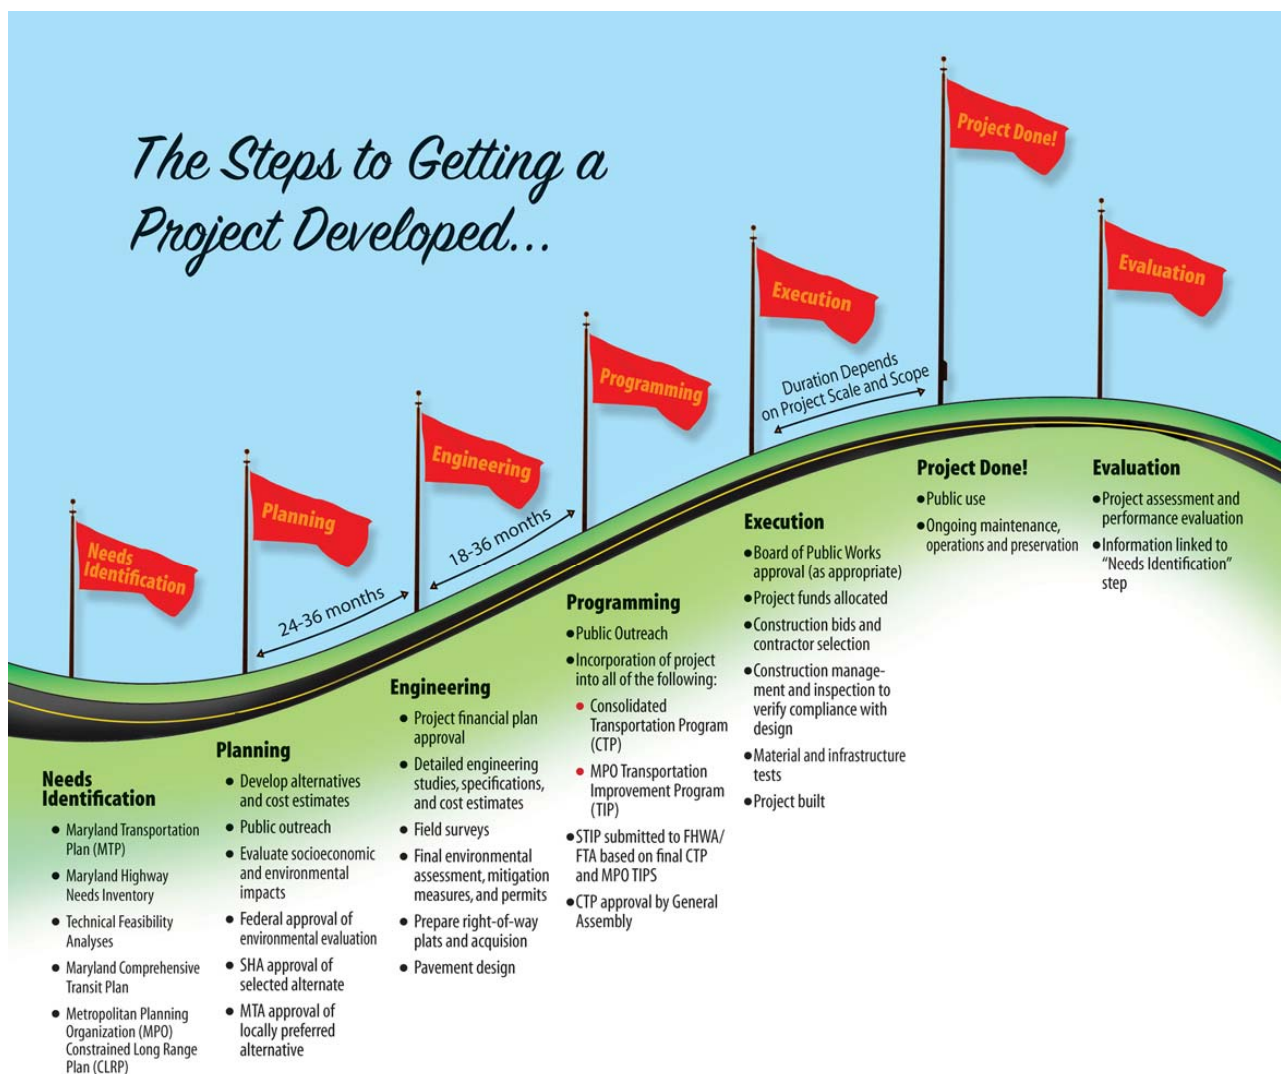 The Steps to Getting a
Project Developed...
Needs
Identification
Planning
Engineering
Programming
Execution
Project Done!
Evaluation
24-36 months
18-36 months
Duration Depends
on Project Scale and Scope
Needs
Identification
● Maryland Transportation
Plan (MTP)
● Maryland Highway
Needs Inventory
● Technical Feasibility
Analyses
● Maryland Comprehensive
Transit Plan
● Metropolitan Planning
Organization (MPO)
Constrained Long Range
Plan (CLRP)
Planning
● Develop alternatives
and cost estimates
● Public outreach
● Evaluate socioeconomic
and environmental
impacts
● Federal approval of
environmental evaluation
● SHA approval of
selected alternate
● MTA approval of
locally preferred
alternative
Engineering
● Project financial plan
approval
● Detailed engineering
studies, specifications,
and cost estimates
● Field surveys
● Final environmental
assessment, mitigation
measures, and permits
● Prepare right-of-way
plats and acquision
● Pavement design
Programming
● Public Outreach
● Incorporation of project
into all of the following:
● Consolidated
Transportation Program
(CTP)
● MPO Transportation
Improvement Program
(TIP)
● STIP submitted to FHWA/
FTA based on final CTP
and MPO TIPS
● CTP approval by General
Assembly
Execution
● Board of Public Works
approval (as appropriate)
● Project funds allocated
● Construction bids and
contractor selection
● Construction manage-
ment and inspection to
verify compliance with
design
● Material and infrastructure
tests
● Project built
Project Done!
● Public use
● Ongoing maintenance,
operations and preservation
Evaluation
● Project assessment and
performance evaluation
● Information linked to
"Needs Identification"
step